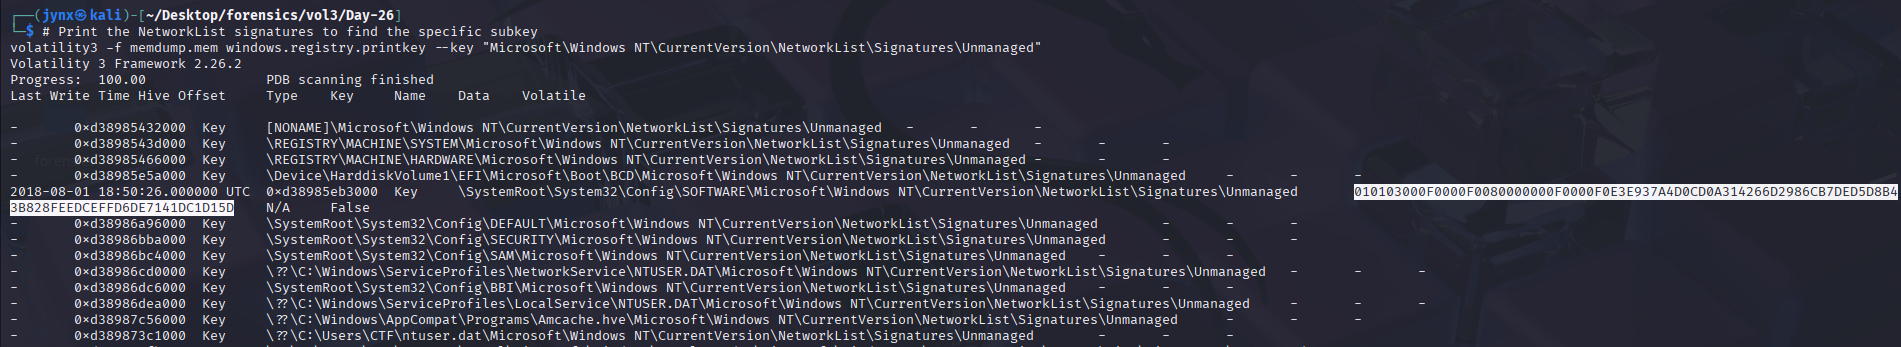 ┌──(jynx㉿kali)-[~/Desktop/forensics/vol3/Day-26]
└─$ # Print the NetworkList signatures to find the specific subkey
volatility3 -f memdump.mem windows.registry.printkey --key "Microsoft\Windows NT\CurrentVersion\NetworkList\Signatures\Unmanaged"
Volatility 3 Framework 2.26.2
Progress:  100.00               PDB scanning finished
Last Write Time Hive Offset     Type    Key     Name    Data    Volatile
-       0×d38985432000  Key     [NONAME]\Microsoft\Windows NT\CurrentVersion\NetworkList\Signatures\Unmanaged   -       -       -
-       0×d3898543d000  Key     \REGISTRY\MACHINE\SYSTEM\Microsoft\Windows NT\CurrentVersion\NetworkList\Signatures\Unmanaged   -       -       -
-       0×d38985466000  Key     \REGISTRY\MACHINE\HARDWARE\Microsoft\Windows NT\CurrentVersion\NetworkList\Signatures\Unmanaged -       -       -
-       0×d38985e5a000  Key     \Device\HarddiskVolume1\EFI\Microsoft\Boot\BCD\Microsoft\Windows NT\CurrentVersion\NetworkList\Signatures\Unmanaged     -       -       -
2018-08-01 18:50:26.000000 UTC  0×d38985eb3000  Key     \SystemRoot\System32\Config\SOFTWARE\Microsoft\Windows NT\CurrentVersion\NetworkList\Signatures\Unmanaged       010103000F0000F0080000000F0000F0E3E937A4D0CD0A314266D2986CB7DED5D8B4
3B828FEEDCEFFD6DE7141DC1D15D    N/A     False
-       0×d38986a96000  Key     \SystemRoot\System32\Config\DEFAULT\Microsoft\Windows NT\CurrentVersion\NetworkList\Signatures\Unmanaged        -       -       -
-       0×d38986bba000  Key     \SystemRoot\System32\Config\SECURITY\Microsoft\Windows NT\CurrentVersion\NetworkList\Signatures\Unmanaged       -       -       -
-       0×d38986bc4000  Key     \SystemRoot\System32\Config\SAM\Microsoft\Windows NT\CurrentVersion\NetworkList\Signatures\Unmanaged    -       -       -
-       0×d38986cd0000  Key     \??\C:\Windows\ServiceProfiles\NetworkService\NTUSER.DAT\Microsoft\Windows NT\CurrentVersion\NetworkList\Signatures\Unmanaged   -       -       -
-       0×d38986dc6000  Key     \SystemRoot\System32\Config\BBI\Microsoft\Windows NT\CurrentVersion\NetworkList\Signatures\Unmanaged    -       -       -
-       0×d38986dea000  Key     \??\C:\Windows\ServiceProfiles\LocalService\NTUSER.DAT\Microsoft\Windows NT\CurrentVersion\NetworkList\Signatures\Unmanaged     -       -       -
-       0×d38987c56000  Key     \??\C:\Windows\AppCompat\Programs\Amcache.hve\Microsoft\Windows NT\CurrentVersion\NetworkList\Signatures\Unmanaged      -       -       -
-       0×d389873c1000  Key     \??\C:\Users\CTF\ntuser.dat\Microsoft\Windows NT\CurrentVersion\NetworkList\Signatures\Unmanaged        -       -       -